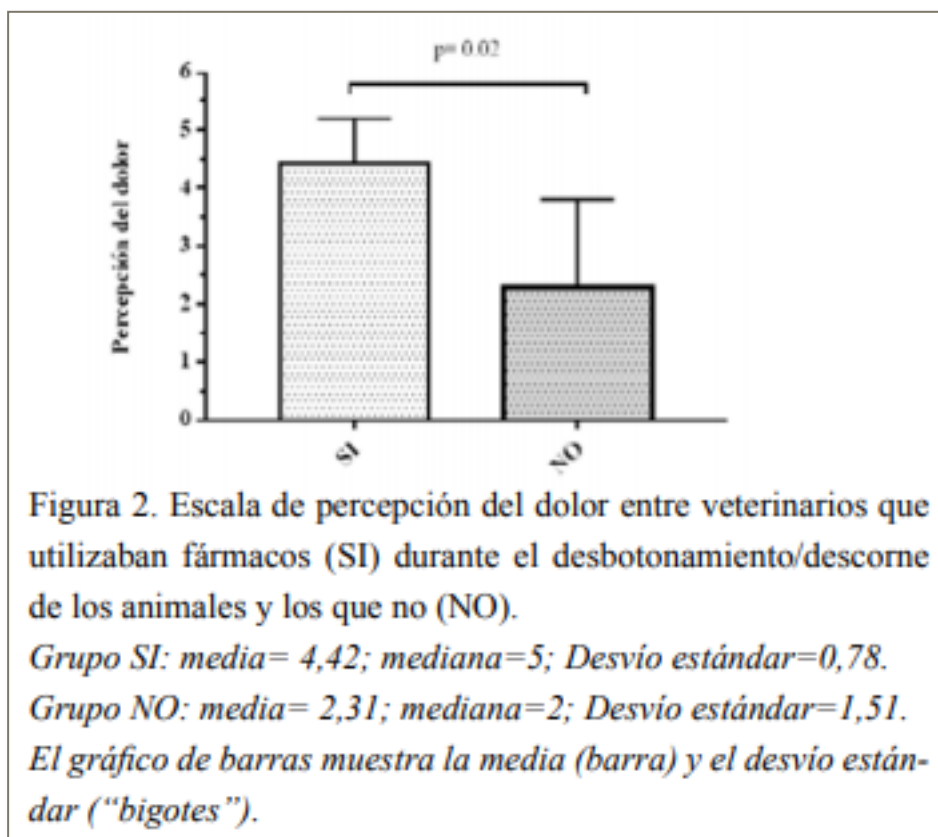 p= 0.02
6
5
4
3
2
1
0
Percepción del dolor
SI
NO
Figura 2. Escala de percepción del dolor entre veterinarios que
utilizaban fármacos (SI) durante el desbotonamiento/descorne
de los animales y los que no (NO).
Grupo SI: media= 4,42; mediana=5; Desvío estándar=0,78.
Grupo NO: media= 2,31; mediana=2; Desvío estándar=1,51.
El gráfico de barras muestra la media (barra) y el desvío están-
dar (“bigotes”).